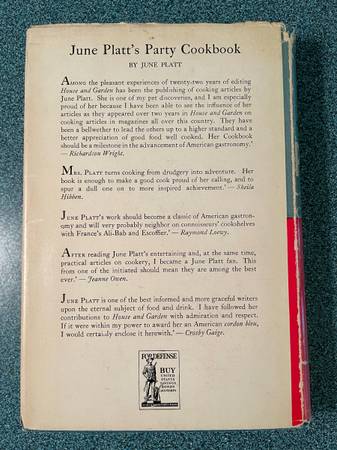 June Platt's Party Cookbook
BY JUNE PLATT
AMONG the pleasant experiences of twenty-two years of editing
House and Garden has been the publishing of cooking articles by
June Platt. She is one of my pet discoveries, and I am especially
proud of her because I have been able to see the influence of her
articles as they appeared over two years in House and Garden on
cooking articles in magazines all over this country. They have
been a bellwether to lead the others up to a higher standard and a
better appreciation of good food well cooked. Her Cookbook
should be a milestone in the advancement of American gastronomy.'
— Richardson Wright.
MRS. PLATT turns cooking from drudgery into adventure. Her
book is enough to make a good cook proud of her calling, and to
spur a dull one on to more inspired achievement.' — Sheila
Hibben.
JUNE PLATT'S work should become a classic of American gastron-
omy and will very probably neighbor on connoisseurs' cookshelves
with France's Ali-Bab and Escoffier.' — Raymond Loewy.
AFTER reading June Platt's entertaining and, at the same time,
practical articles on cookery, I became a June Platt fan. This
from one of the initiated should mean they are among the best
ever.' — Jeanne Owen.
JUNE PLATT is one of the best informed and more graceful writers
upon the eternal subject of food and drink. I have followed her
contributions to House and Garden with admiration and respect.
If it were within my power to award her an American cordon bleu,
I would certainly enclose it herewith.' — Crosby Gaige.
FOR DEFENSE
BUY
UNITED
STATES
SAVINGS
BONDS
AND STAMPS